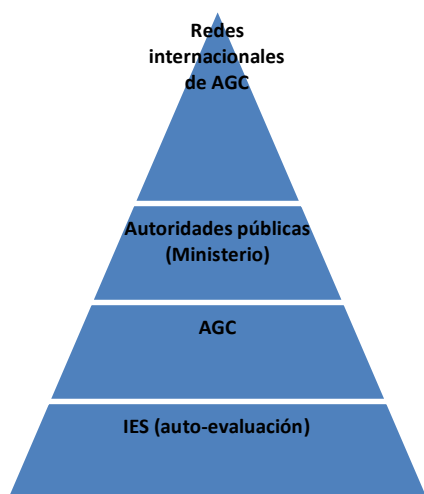 Redes
internacionales
de AGC
Autoridades públicas
(Ministerio)
AGC
IES (auto-evaluación)